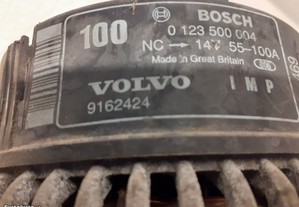 BOSCH
100
0 123 500 004
NC → 14V 55-100A
Made in Great Britain
VOLVO IMP
9162424